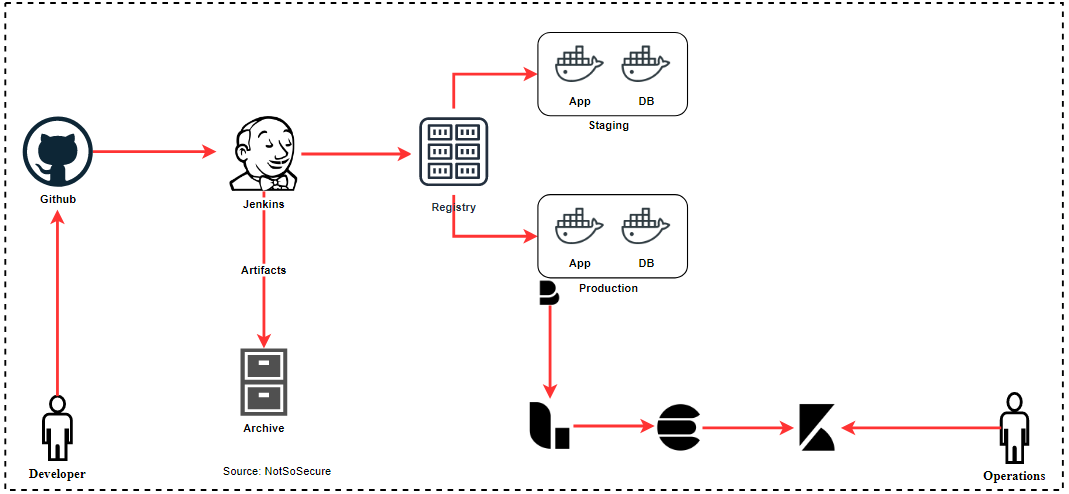 App
DB
Staging
Github
Jenkins
Registry
App
DB
Production
Artifacts
Archive
Developer
Source: NotSoSecure
Operations